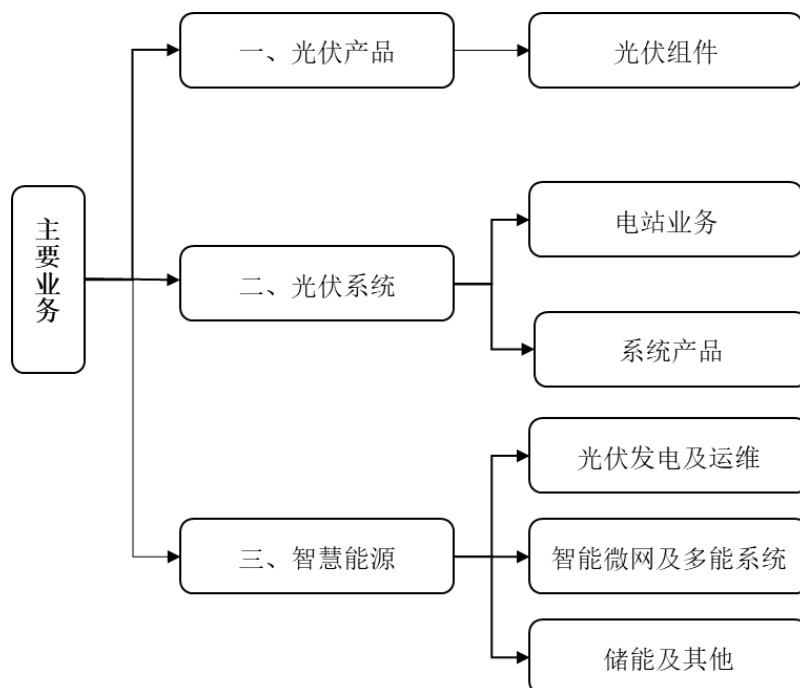 主要业务
一、光伏产品
光伏组件
二、光伏系统
电站业务
系统产品
三、智慧能源
光伏发电及运维
智能微网及多能系统
储能及其他